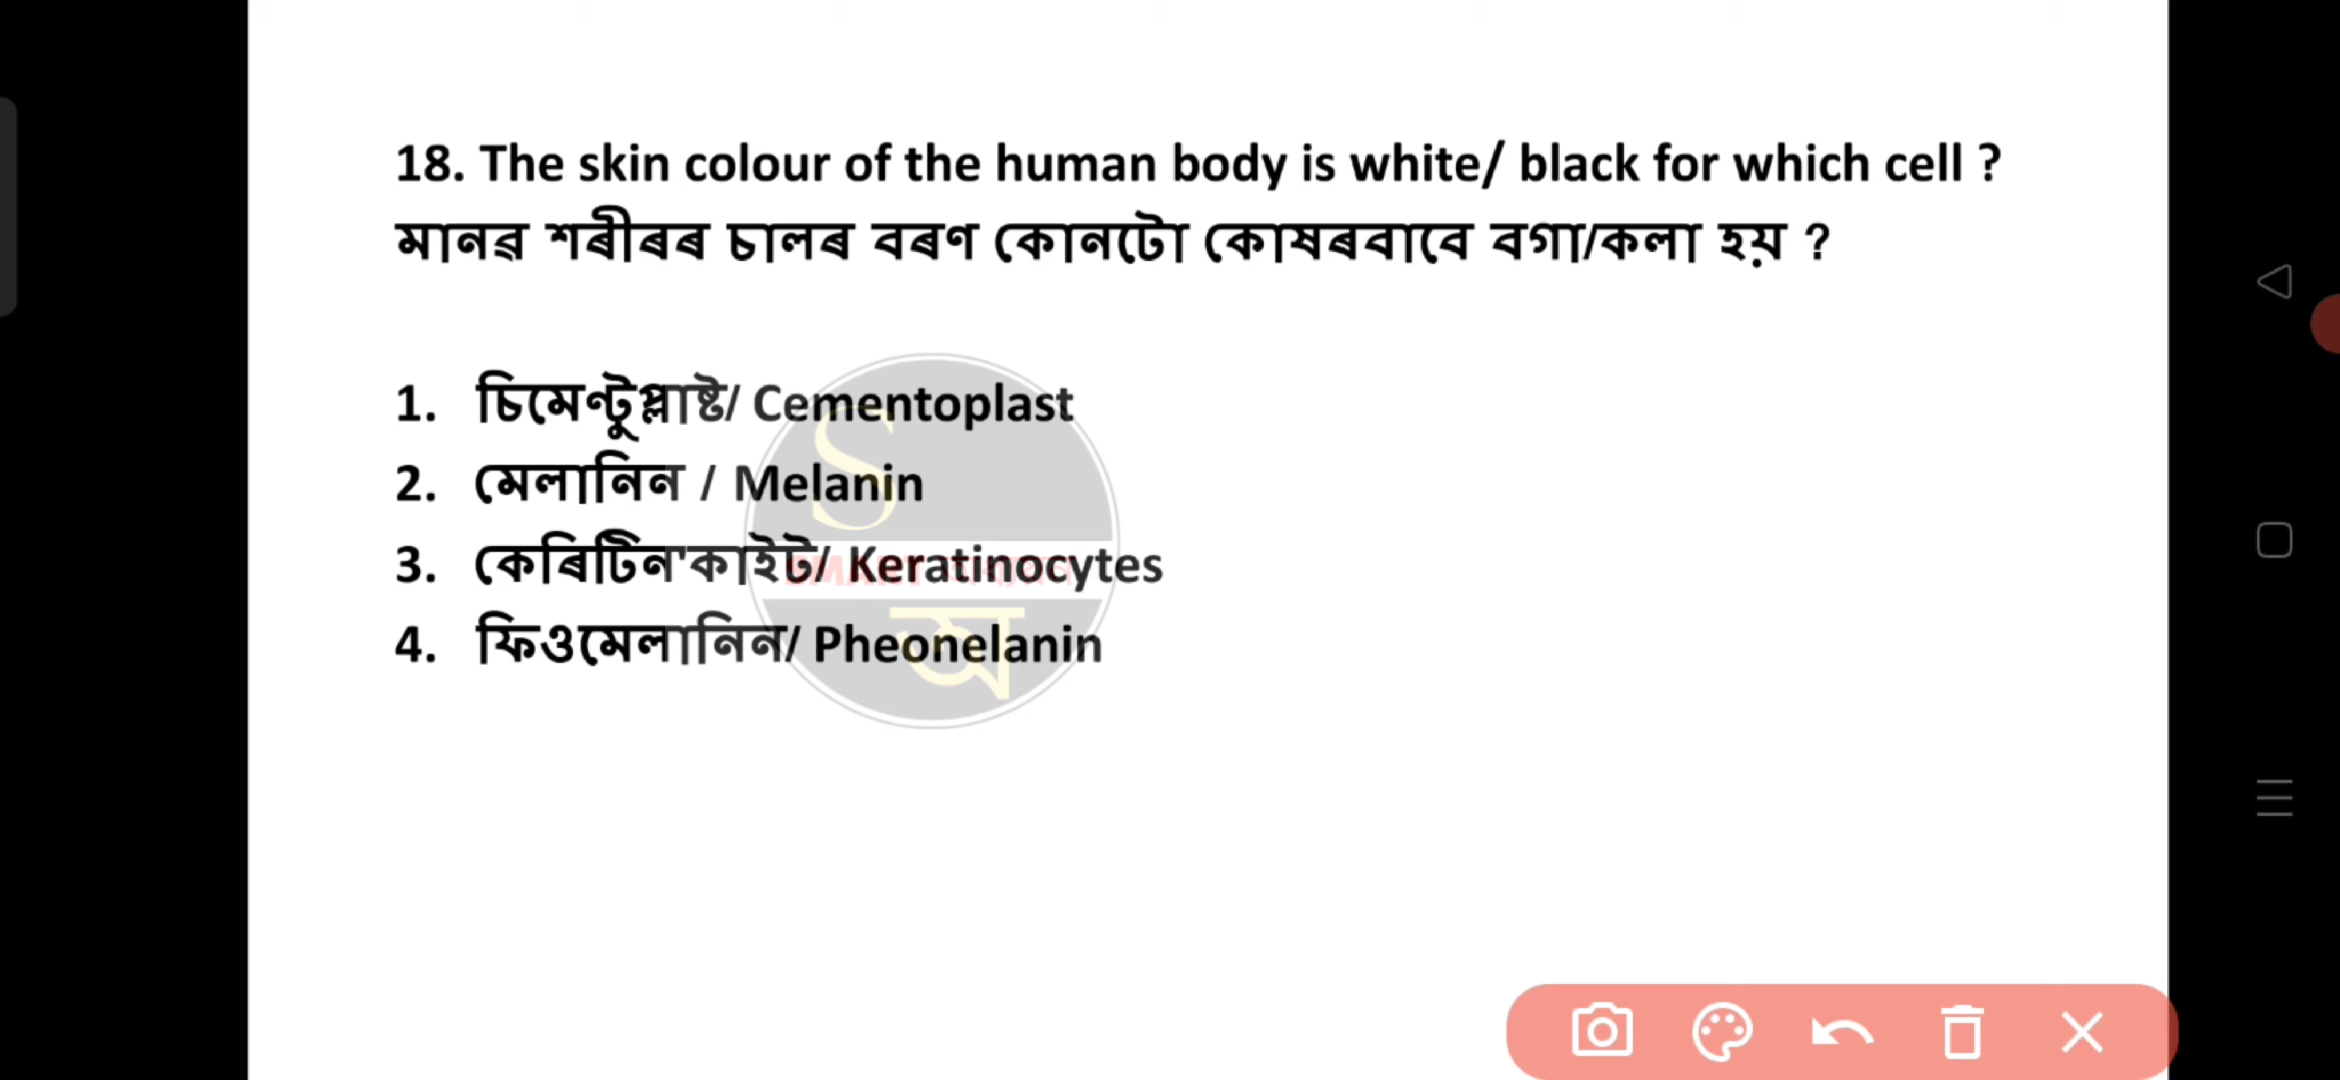 18. The skin colour of the human body is white/ black for which cell ?
মানৱ শৰীৰৰ চালৰ বৰণ কোনটো কোষৰবাবে বগা/কলা হয় ?
1. চিমেণ্টুপ্লাষ্ট/ Cementoplast
2. মেলানিন / Melanin
3. কেৰিটিন'কাইট/ Keratinocytes
4. ফিওমেলানিন/ Pheonelanin
S
SMART
অ